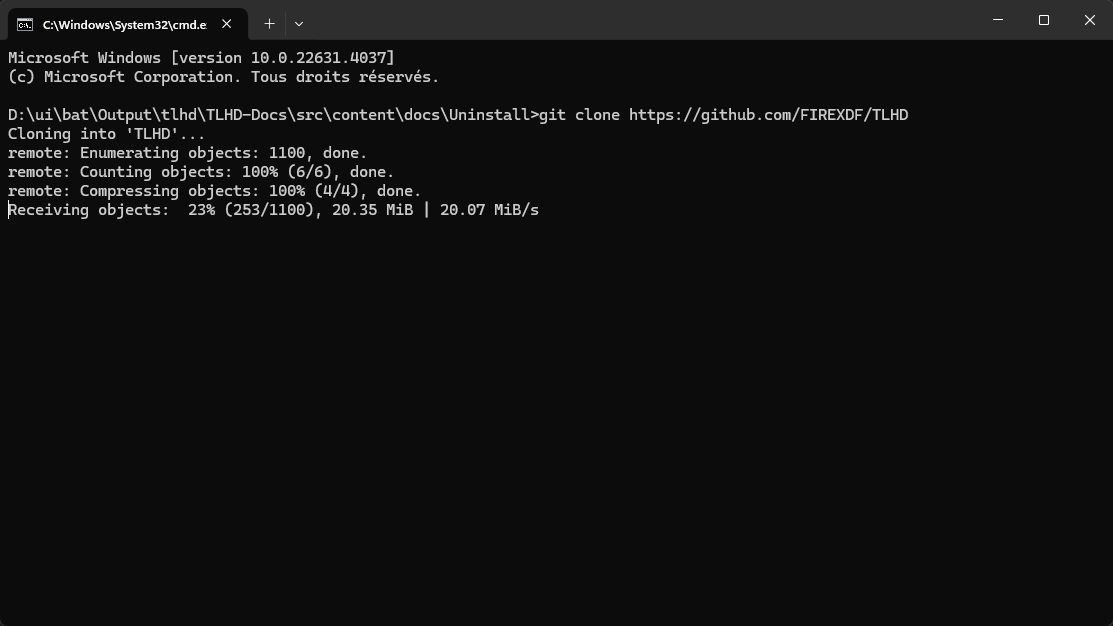 C:\Windows\System32\cmd.e
Microsoft Windows [version 10.0.22631.4037]
(c) Microsoft Corporation. Tous droits réservés.
D:\ui\bat\Output\tlhd\TLHD-Docs\src\content\docs\Uninstall>git clone https://github.com/FIREXDF/TLHD
Cloning into 'TLHD'...
remote: Enumerating objects: 1100, done.
remote: Counting objects: 100% (6/6), done.
remote: Compressing objects: 100% (4/4), done.
Receiving objects:  23% (253/1100), 20.35 MiB | 20.07 MiB/s